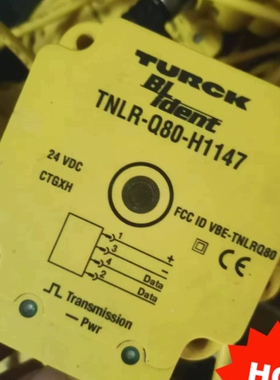 TURCK
BL ident
TNLR-Q80-H1147
24 VDC
CTGXH
FCC ID VBE-TNLRQ80
1 +
3 −
4 Data
2 Data
CE
Transmission
Pwr
HO